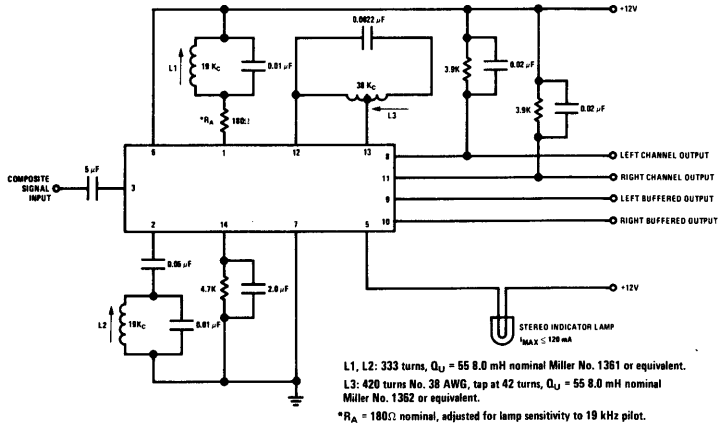 +12V
0.0022 µF
L1
19 KC
0.01 µF
38 KC
L3
3.9K
0.02 µF
3.9K
0.02 µF
*RA
180Ω
6
1
12
13
8
LEFT CHANNEL OUTPUT
COMPOSITE
SIGNAL
INPUT
5 µF
3
11
RIGHT CHANNEL OUTPUT
9
LEFT BUFFERED OUTPUT
10
RIGHT BUFFERED OUTPUT
2
14
7
5
0.05 µF
4.7K
2.0 µF
+12V
L2
19KC
0.01 µF
STEREO INDICATOR LAMP
IMAX ≤ 120 mA
L1, L2: 333 turns, QU = 55 8.0 mH nominal Miller No. 1361 or equivalent.
L3: 420 turns No. 38 AWG, tap at 42 turns, QU = 55 8.0 mH nominal
Miller No. 1362 or equivalent.
*RA = 180Ω nominal, adjusted for lamp sensitivity to 19 kHz pilot.